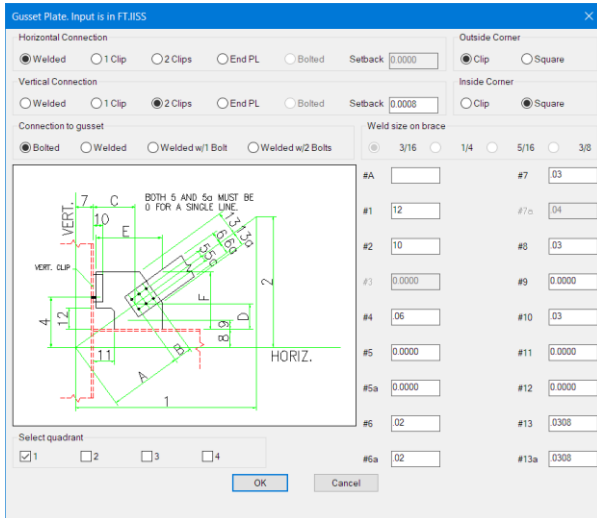 Gusset Plate. Input is in FT.IISS
Horizontal Connection
Welded 1 Clip 2 Clips End PL Bolted Setback 0.0000
Outside Corner
Clip Square
Vertical Connection
Welded 1 Clip 2 Clips End PL Bolted Setback 0.0008
Inside Corner
Clip Square
Connection to gusset
Bolted Welded Welded w/1 Bolt Welded w/2 Bolts
Weld size on brace
3/16 1/4 5/16 3/8
BOTH 5 AND 5a MUST BE
0 FOR A SINGLE LINE.
7 C
VERT.
10
E
13
13a
6
6a
5
5a
VERT. CLIP
F
2
4
12
D
8 9
11
HORIZ.
A
B
1
#A
#7 .03
#1 12
#7a .04
#2 10
#8 .03
#3 0.0000
#9 0.0000
#4 .06
#10 .03
#5 0.0000
#11 0.0000
#5a 0.0000
#12 0.0000
#6 .02
#13 .0308
#6a .02
#13a .0308
Select quadrant
1 2 3 4
OK Cancel